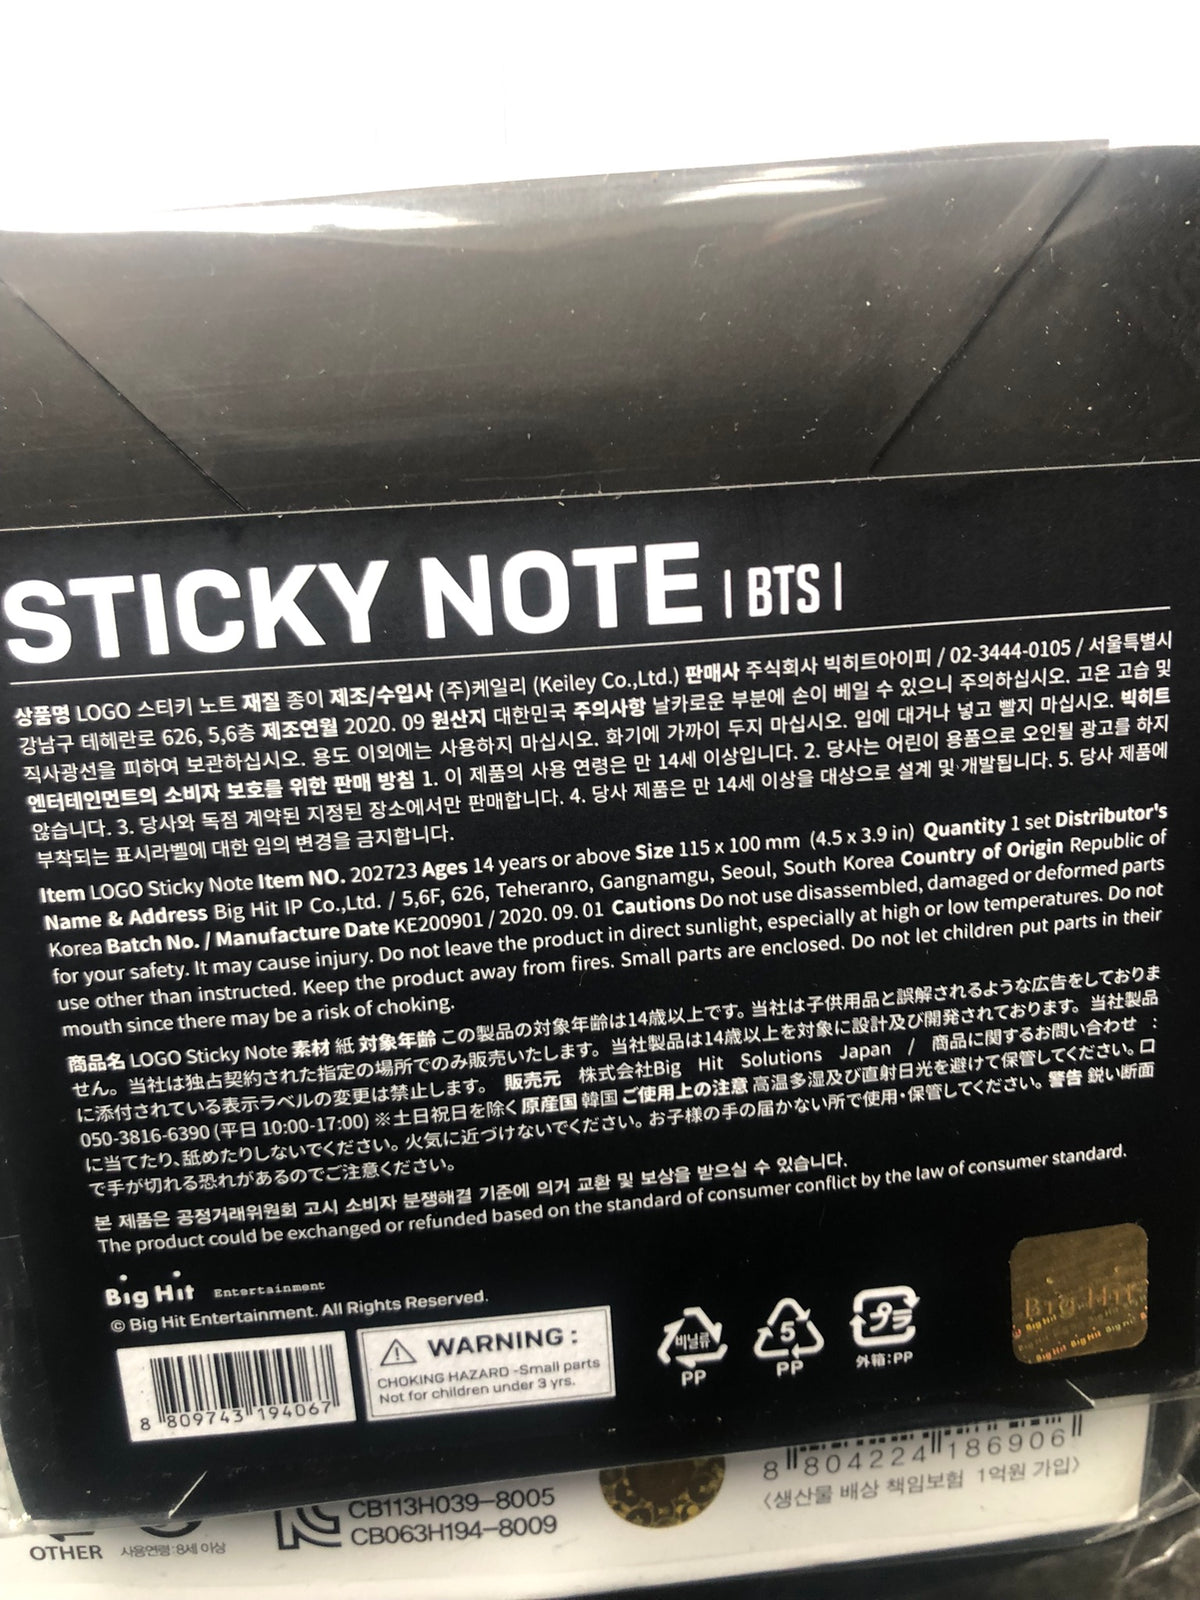 STICKY NOTE | BTS |
상품명 LOGO 스티키 노트 재질 종이 제조/수입사 (주)케일리 (Keiley Co.,Ltd.) 판매사 주식회사 빅히트아이피 / 02-3444-0105 / 서울특별시
강남구 테헤란로 626, 5,6층 제조연월 2020. 09 원산지 대한민국 주의사항 날카로운 부분에 손이 베일 수 있으니 주의하십시오. 고온 고습 및
직사광선을 피하여 보관하십시오. 용도 이외에는 사용하지 마십시오. 화기에 가까이 두지 마십시오. 입에 대거나 넣고 빨지 마십시오. 빅히트
엔터테인먼트의 소비자 보호를 위한 판매 방침 1. 이 제품의 사용 연령은 만 14세 이상입니다. 2. 당사는 어린이 용품으로 오인될 광고를 하지
않습니다. 3. 당사와 독점 계약된 지정된 장소에서만 판매합니다. 4. 당사 제품은 만 14세 이상을 대상으로 설계 및 개발됩니다. 5. 당사 제품에
부착되는 표시라벨에 대한 임의 변경을 금지합니다.
Item LOGO Sticky Note Item NO. 202723 Ages 14 years or above Size 115 x 100 mm (4.5 x 3.9 in) Quantity 1 set Distributor's
Name & Address Big Hit IP Co.,Ltd. / 5,6F, 626, Teheranro, Gangnamgu, Seoul, South Korea Country of Origin Republic of
Korea Batch No. / Manufacture Date KE200901 / 2020. 09. 01 Cautions Do not use disassembled, damaged or deformed parts
for your safety. It may cause injury. Do not leave the product in direct sunlight, especially at high or low temperatures. Do not
use other than instructed. Keep the product away from fires. Small parts are enclosed. Do not let children put parts in their
mouth since there may be a risk of choking.
商品名 LOGO Sticky Note 素材 紙 対象年齢 この製品の対象年齢は14歳以上です。当社は子供用品と誤解されるような広告をしておりま
せん。当社は独占契約された指定の場所でのみ販売いたします。当社製品は14歳以上を対象に設計及び開発されております。当社製品
に添付されている表示ラベルの変更は禁止します。 販売元 株式会社Big Hit Solutions Japan / 商品に関するお問い合わせ :
050-3816-6390 (平日 10:00-17:00) ※土日祝日を除く 原産国 韓国 ご使用上の注意 高温多湿及び直射日光を避けて保管してください。口
に当てたり、舐めたりしないでください。火気に近づけないでください。お子様の手の届かない所で使用・保管してください。警告 鋭い断面
で手が切れる恐れがあるのでご注意ください。
본 제품은 공정거래위원회 고시 소비자 분쟁해결 기준에 의거 교환 및 보상을 받으실 수 있습니다.
The product could be exchanged or refunded based on the standard of consumer conflict by the law of consumer standard.
Big Hit Entertainment
© Big Hit Entertainment. All Rights Reserved.
WARNING :
CHOKING HAZARD -Small parts
Not for children under 3 yrs.
8 809743 194067
비닐류
PP
5
PP
プラ
外箱:PP
Big Hit
8 804224 186906
<생산물 배상 책임보험 1억원 가입>
CB113H039-8005
CB063H194-8009
OTHER
사용연령:8세 이상